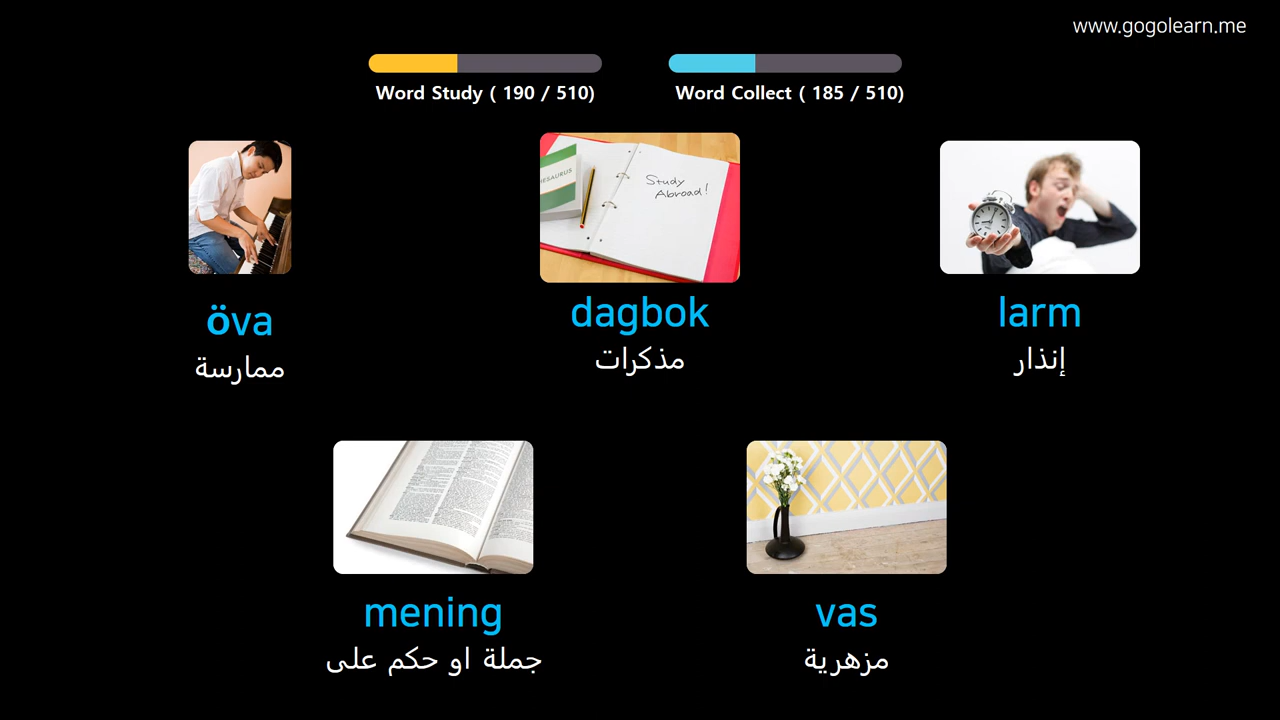 www.gogolearn.me
Word Study ( 190 / 510)
Word Collect ( 185 / 510)
HESAURUS
Study
Abroad!
öva
ممارسة
dagbok
مذكرات
larm
إنذار
mening
جملة او حكم على
vas
مزهرية